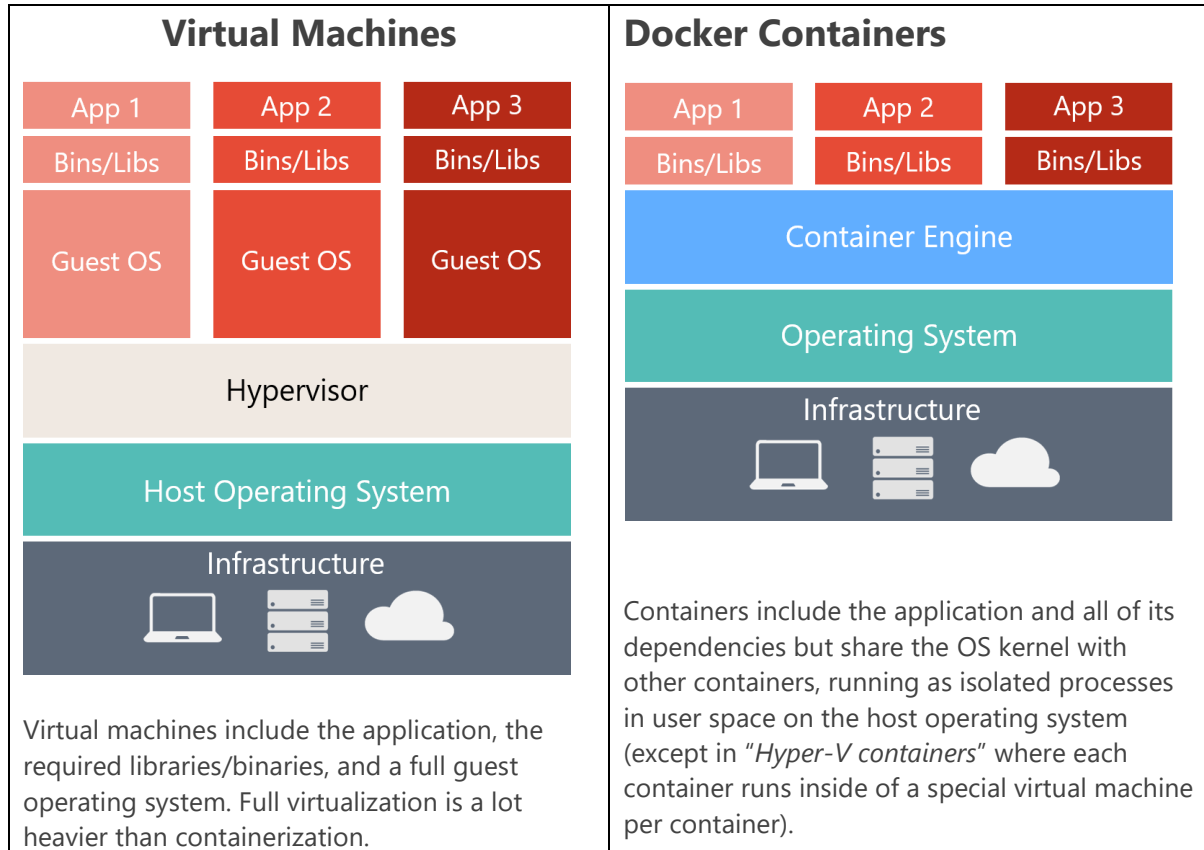 Virtual Machines
App 1
App 2
App 3
Bins/Libs
Bins/Libs
Bins/Libs
Guest OS
Guest OS
Guest OS
Hypervisor
Host Operating System
Infrastructure
Virtual machines include the application, the
required libraries/binaries, and a full guest
operating system. Full virtualization is a lot
heavier than containerization.
Docker Containers
App 1
App 2
App 3
Bins/Libs
Bins/Libs
Bins/Libs
Container Engine
Operating System
Infrastructure
Containers include the application and all of its
dependencies but share the OS kernel with
other containers, running as isolated processes
in user space on the host operating system
(except in “Hyper-V containers” where each
container runs inside of a special virtual machine
per container).